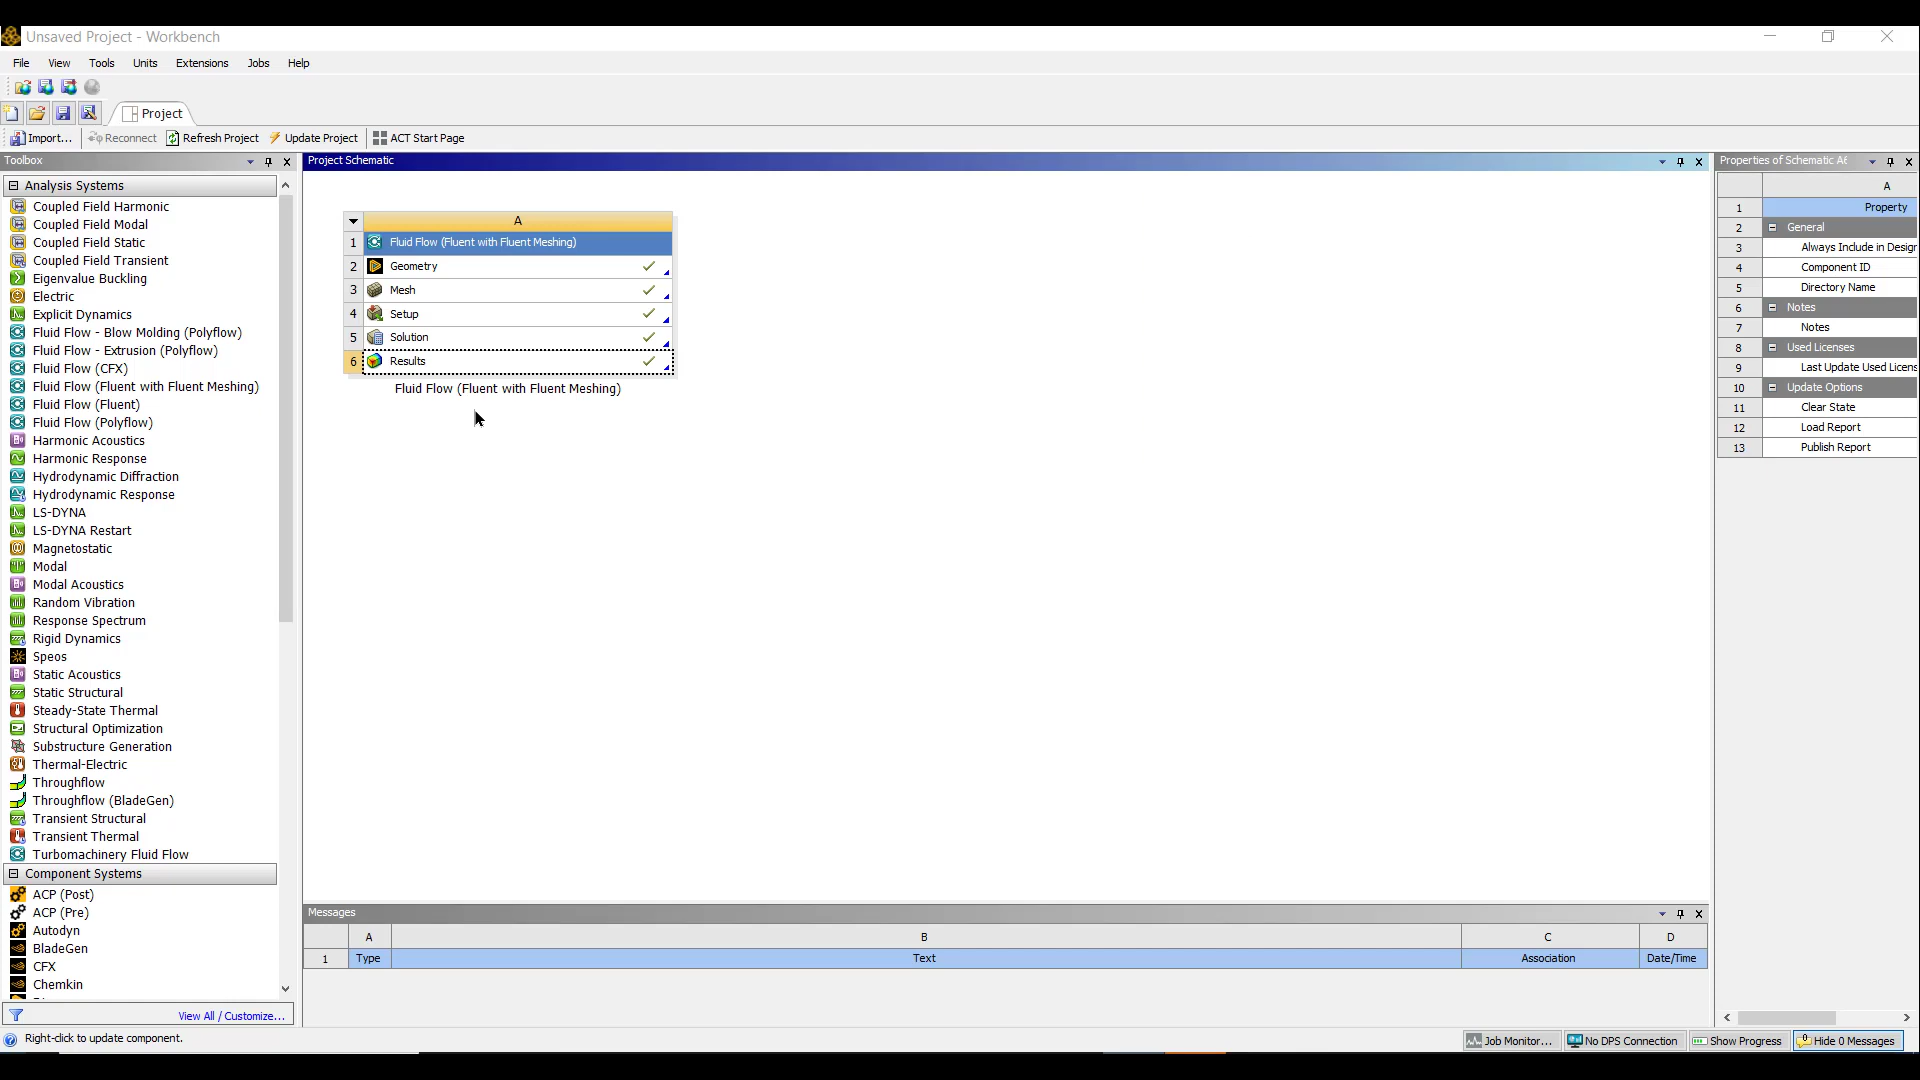 Unsaved Project - Workbench
File View Tools Units Extensions Jobs Help
Project
Import... Reconnect Refresh Project Update Project ACT Start Page
Toolbox
Analysis Systems
Coupled Field Harmonic
Coupled Field Modal
Coupled Field Static
Coupled Field Transient
Eigenvalue Buckling
Electric
Explicit Dynamics
Fluid Flow - Blow Molding (Polyflow)
Fluid Flow - Extrusion (Polyflow)
Fluid Flow (CFX)
Fluid Flow (Fluent with Fluent Meshing)
Fluid Flow (Fluent)
Fluid Flow (Polyflow)
Harmonic Acoustics
Harmonic Response
Hydrodynamic Diffraction
Hydrodynamic Response
LS-DYNA
LS-DYNA Restart
Magnetostatic
Modal
Modal Acoustics
Random Vibration
Response Spectrum
Rigid Dynamics
Speos
Static Acoustics
Static Structural
Steady-State Thermal
Structural Optimization
Substructure Generation
Thermal-Electric
Throughflow
Throughflow (BladeGen)
Transient Structural
Transient Thermal
Turbomachinery Fluid Flow
Component Systems
ACP (Post)
ACP (Pre)
Autodyn
BladeGen
CFX
Chemkin
View All / Customize...
Project Schematic
A
1 Fluid Flow (Fluent with Fluent Meshing)
2 Geometry
3 Mesh
4 Setup
5 Solution
6 Results
Fluid Flow (Fluent with Fluent Meshing)
Messages
A B C D
1 Type Text Association Date/Time
Properties of Schematic A6
A
1 Property
2 General
3 Always Include in Design
4 Component ID
5 Directory Name
6 Notes
7 Notes
8 Used Licenses
9 Last Update Used Licens
10 Update Options
11 Clear State
12 Load Report
13 Publish Report
Right-click to update component.
Job Monitor... No DPS Connection Show Progress Hide 0 Messages